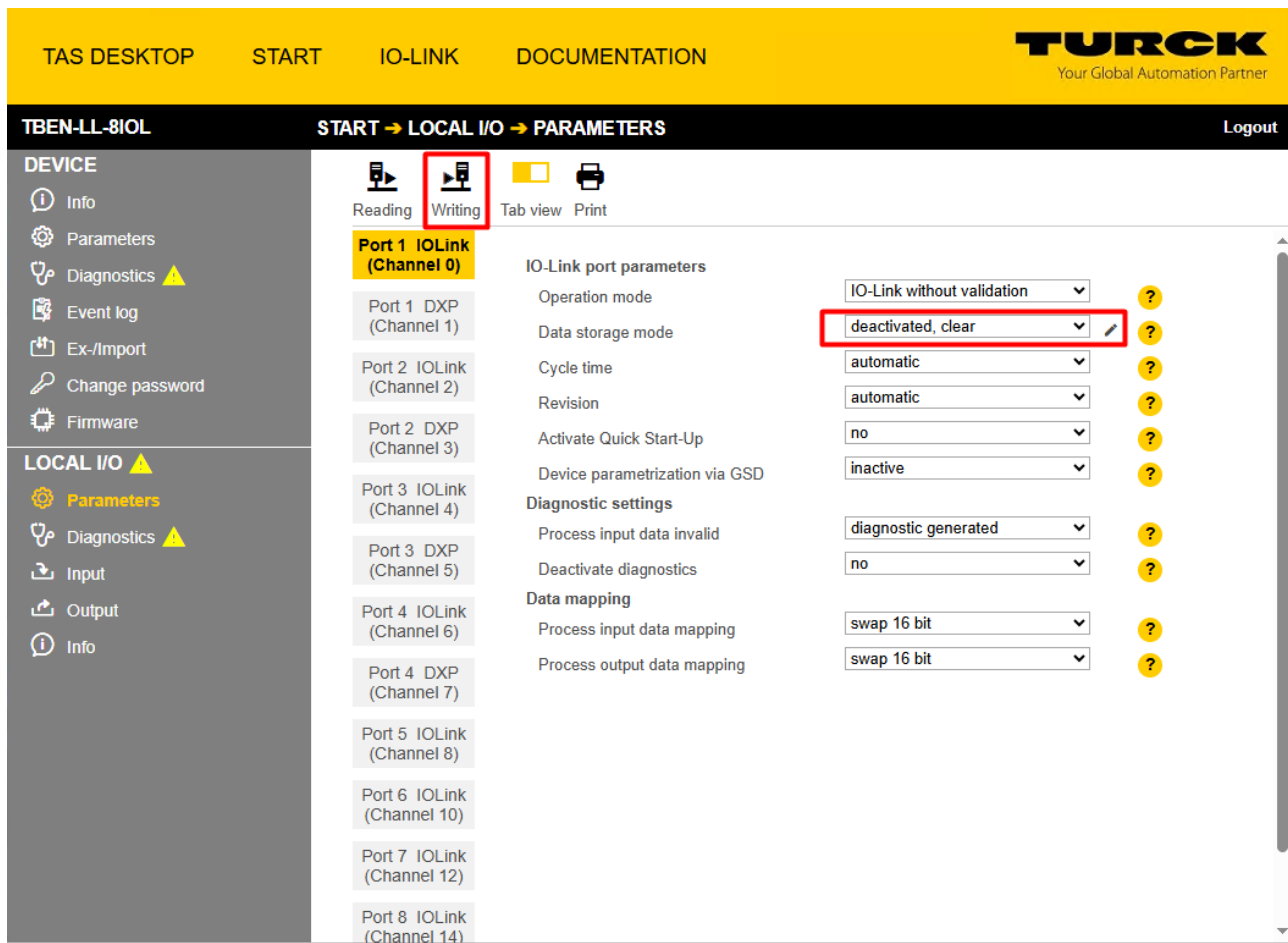 TAS DESKTOP START IO-LINK DOCUMENTATION
TURCK
Your Global Automation Partner
TBEN-LL-8IOL START ➔ LOCAL I/O ➔ PARAMETERS Logout
DEVICE
Info
Parameters
Diagnostics
Event log
Ex-/Import
Change password
Firmware
LOCAL I/O
Parameters
Diagnostics
Input
Output
Info
Reading Writing Tab view Print
Port 1 IOLink
(Channel 0)
Port 1 DXP
(Channel 1)
Port 2 IOLink
(Channel 2)
Port 2 DXP
(Channel 3)
Port 3 IOLink
(Channel 4)
Port 3 DXP
(Channel 5)
Port 4 IOLink
(Channel 6)
Port 4 DXP
(Channel 7)
Port 5 IOLink
(Channel 8)
Port 6 IOLink
(Channel 10)
Port 7 IOLink
(Channel 12)
Port 8 IOLink
(Channel 14)
IO-Link port parameters
Operation mode IO-Link without validation ?
Data storage mode deactivated, clear ?
Cycle time automatic ?
Revision automatic ?
Activate Quick Start-Up no ?
Device parametrization via GSD inactive ?
Diagnostic settings
Process input data invalid diagnostic generated ?
Deactivate diagnostics no ?
Data mapping
Process input data mapping swap 16 bit ?
Process output data mapping swap 16 bit ?